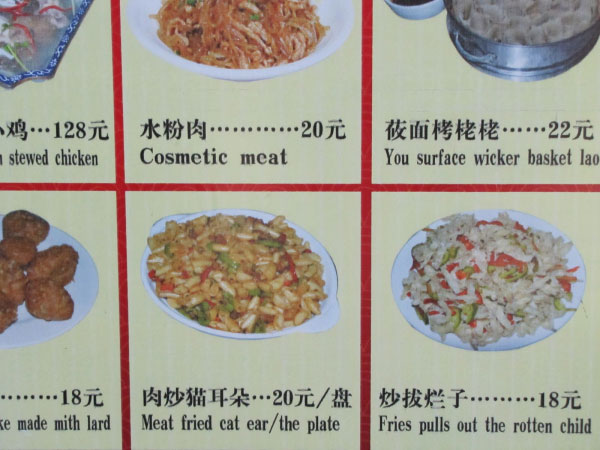 小鸡…128元
stewed chicken
水粉肉…………20元
Cosmetic meat
莜面栲栳栳……22元
You surface wicker basket lao
………18元
made mith lard
肉炒猫耳朵…20元/盘
Meat fried cat ear/the plate
炒拨烂子………18元
Fries pulls out the rotten child